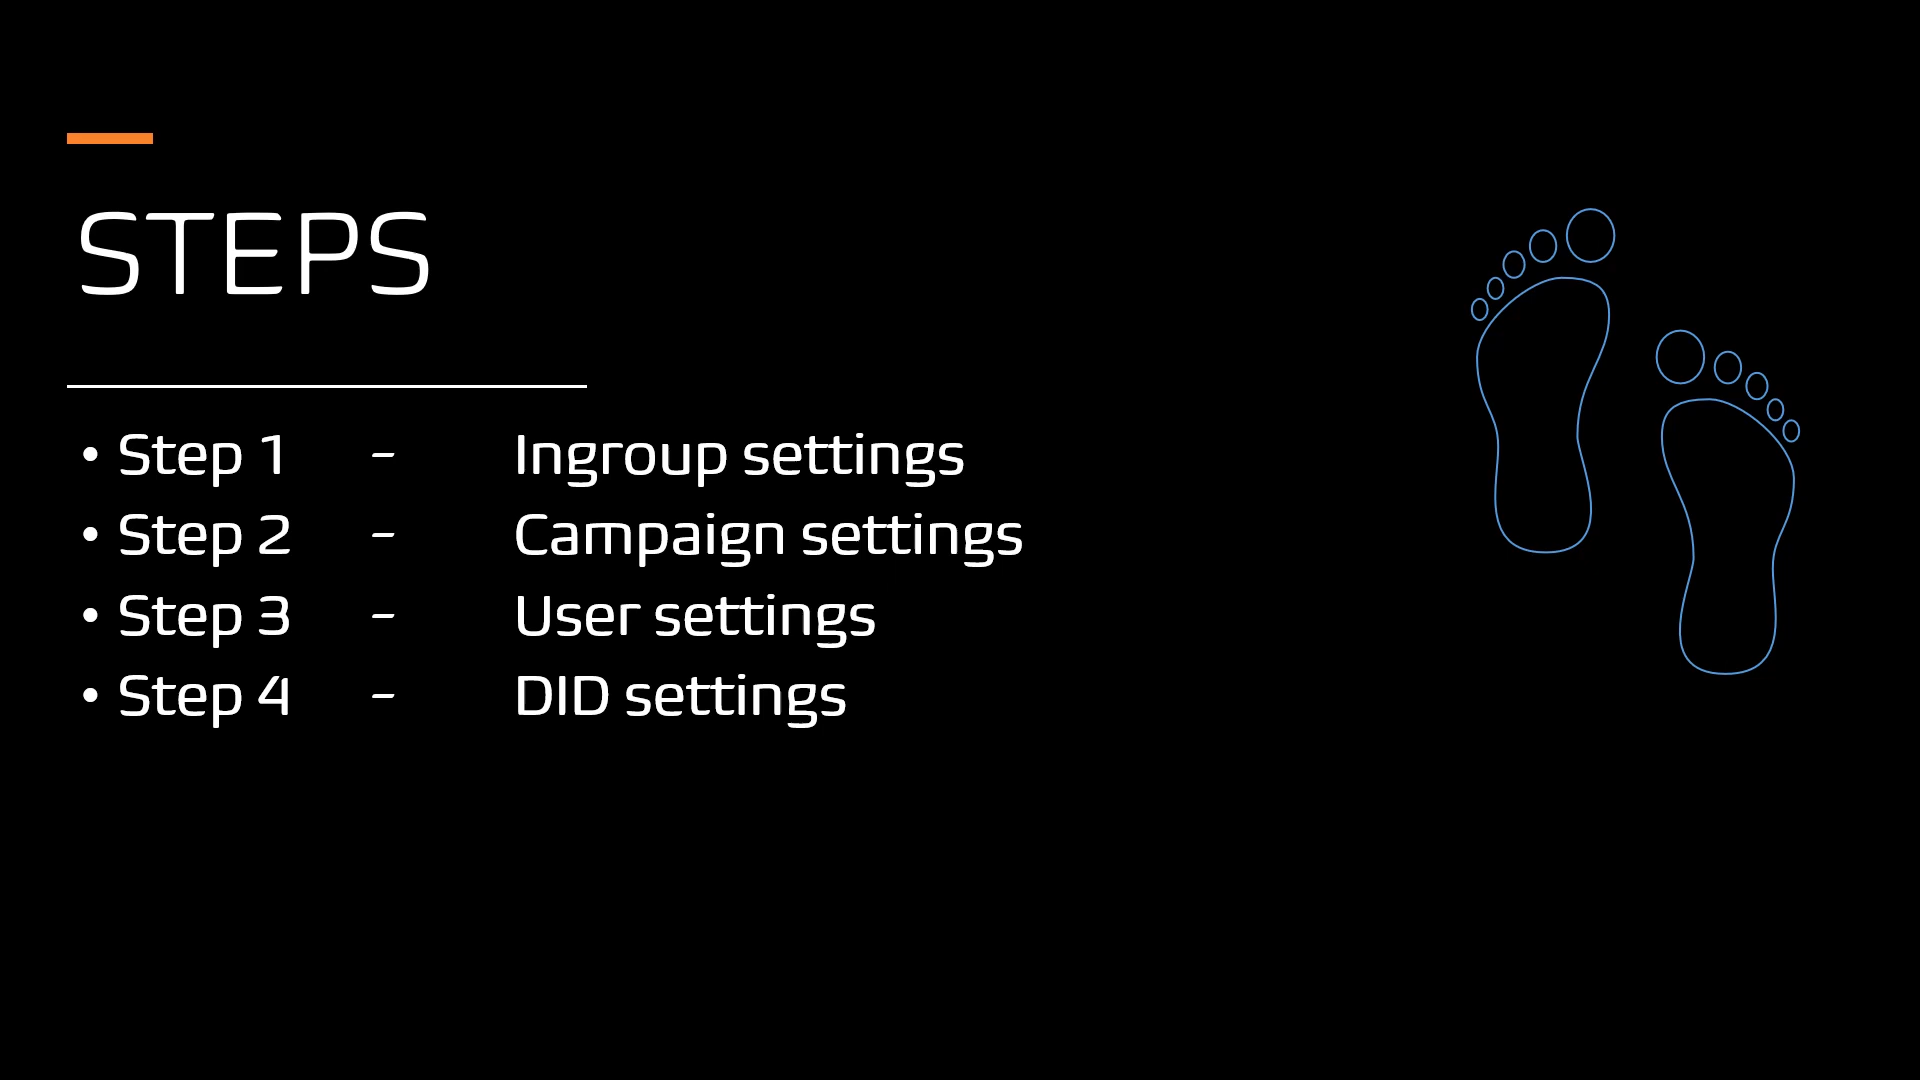 STEPS
• Step 1 - Ingroup settings
• Step 2 - Campaign settings
• Step 3 - User settings
• Step 4 - DID settings